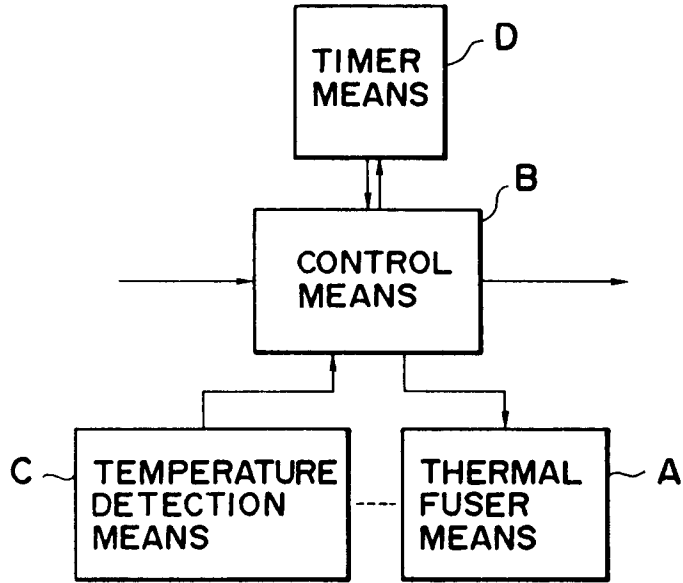 D
TIMER
MEANS
B
CONTROL
MEANS
C
TEMPERATURE
DETECTION
MEANS
THERMAL
FUSER
MEANS
A